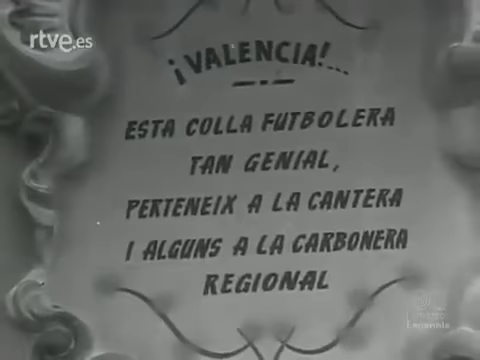 rtve.es
¡VALENCIA!...
ESTA COLLA FUTBOLERA
TAN GENIAL,
PERTENEIX A LA CANTERA
I ALGUNS A LA CARBONERA
REGIONAL